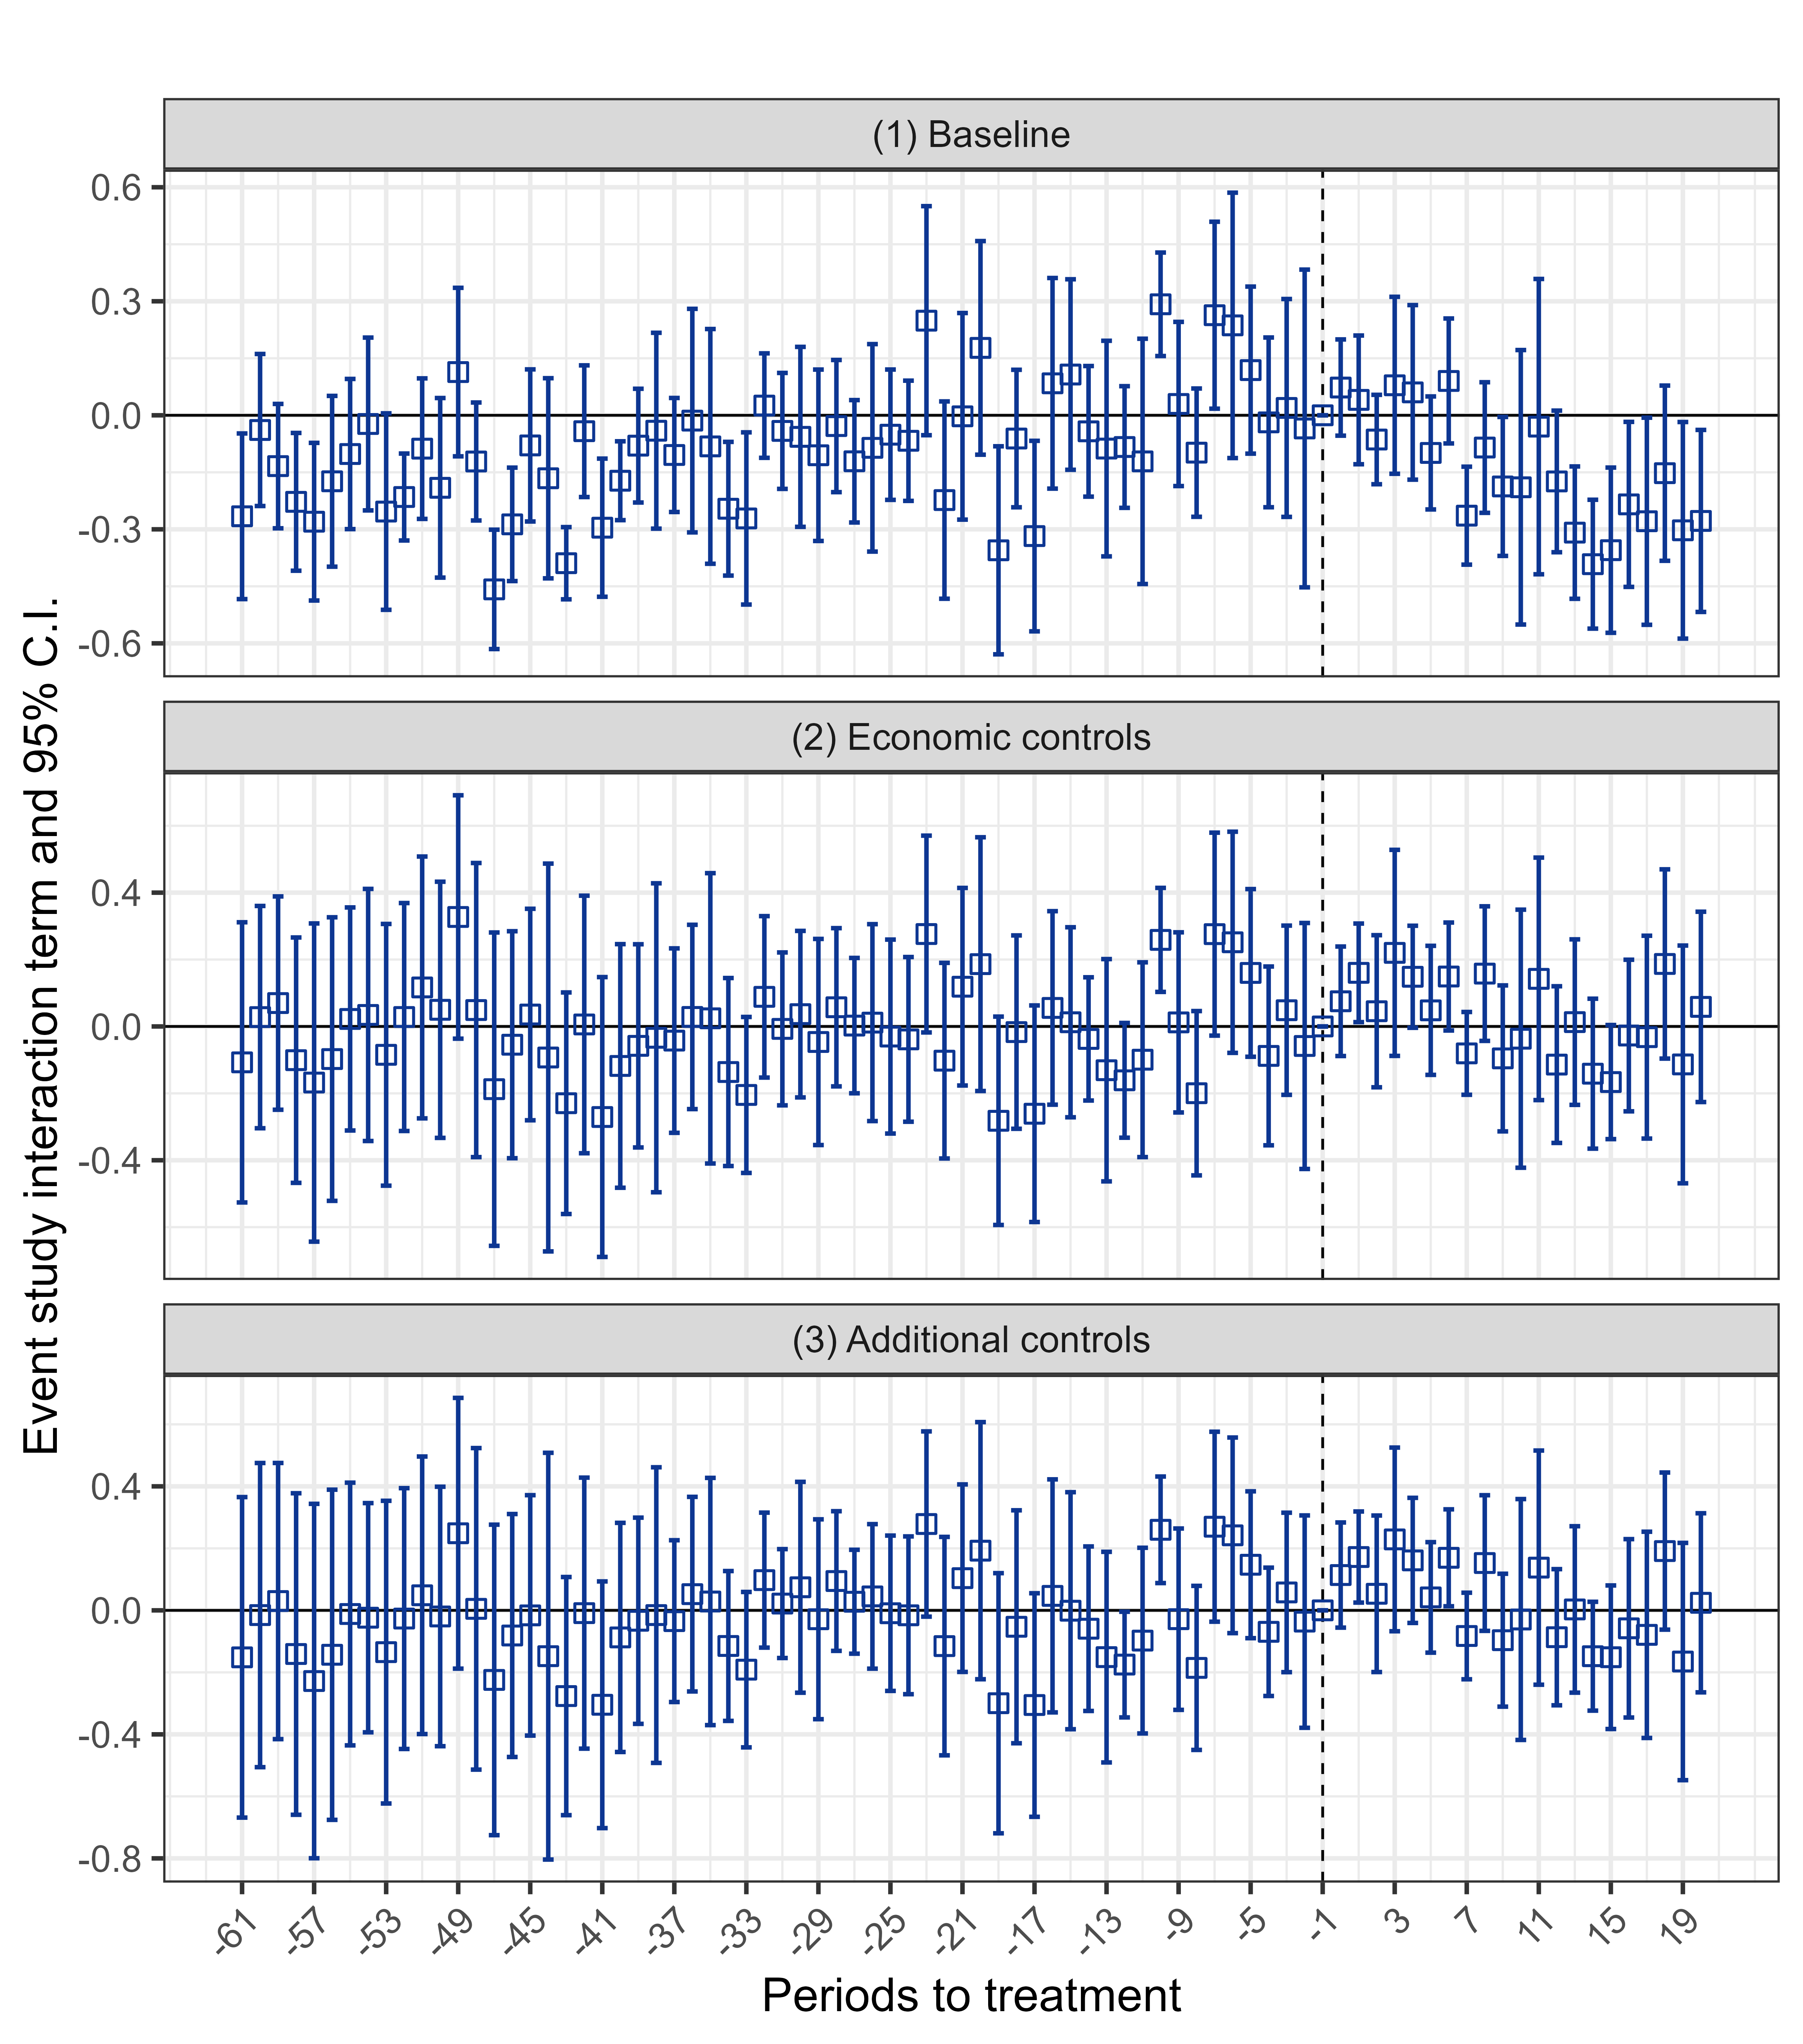 (1) Baseline
0.6
0.3
0.0
-0.3
-0.6
(2) Economic controls
0.4
0.0
-0.4
(3) Additional controls
0.4
0.0
-0.4
-0.8
Event study interaction term and 95% C.I.
-61 -57 -53 -49 -45 -41 -37 -33 -29 -25 -21 -17 -13 -9 -5 -1 3 7 11 15 19
Periods to treatment